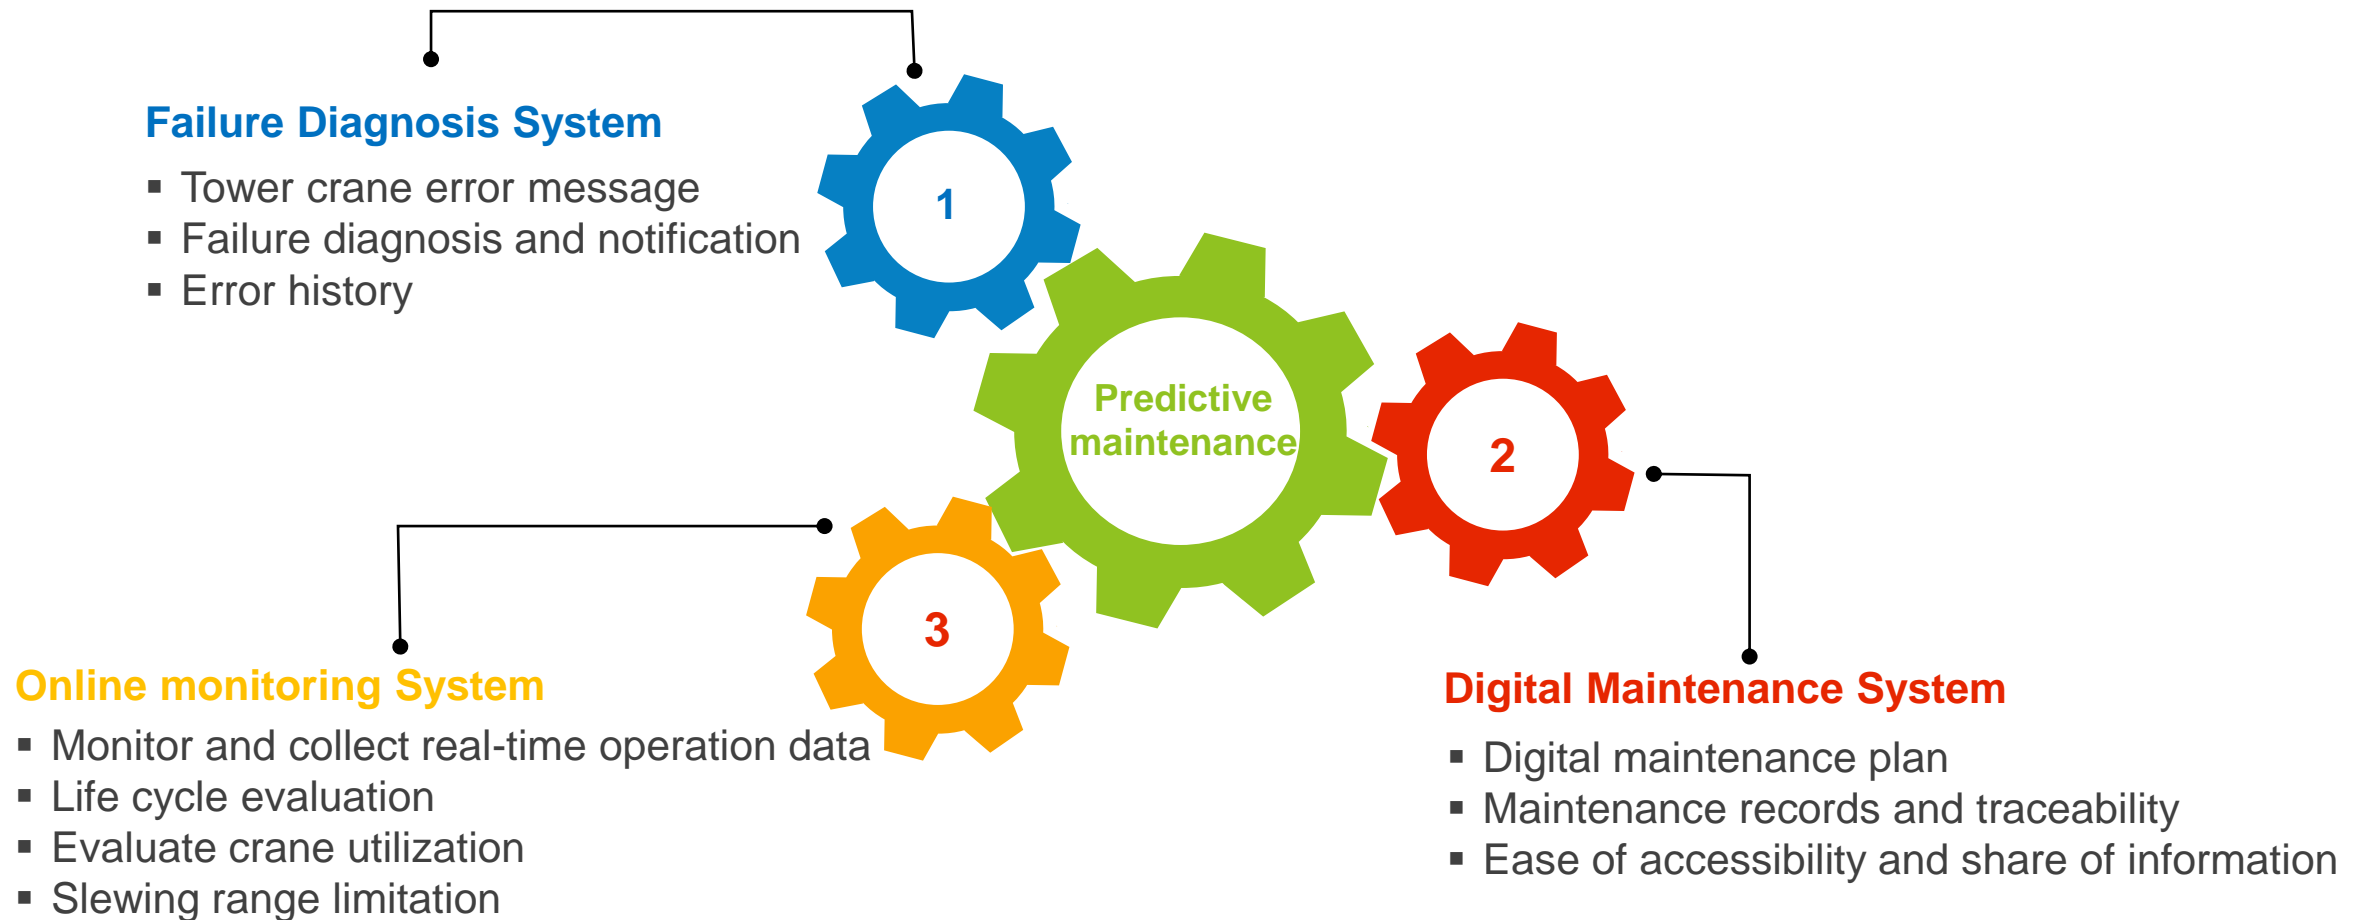 Failure Diagnosis System
▪ Tower crane error message
▪ Failure diagnosis and notification
▪ Error history
1
Predictive
maintenance
2
3
Online monitoring System
▪ Monitor and collect real-time operation data
▪ Life cycle evaluation
▪ Evaluate crane utilization
▪ Slewing range limitation
Digital Maintenance System
▪ Digital maintenance plan
▪ Maintenance records and traceability
▪ Ease of accessibility and share of information